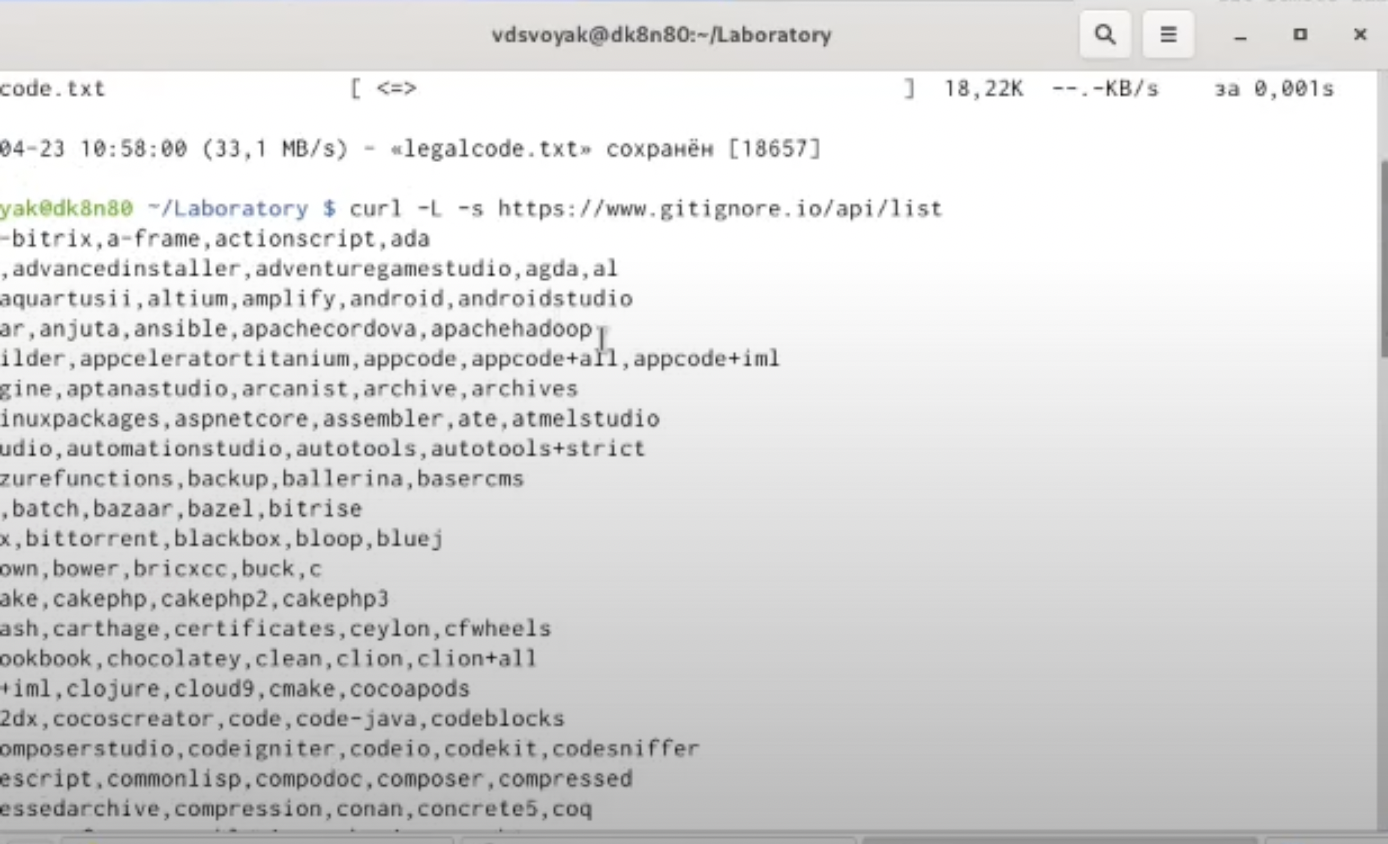 vdsvoyak@dk8n80:~/Laboratory
code.txt [ <=> ] 18,22K --.-KB/s за 0,001s
04-23 10:58:00 (33,1 MB/s) - «legalcode.txt» сохранён [18657]
yak@dk8n80 ~/Laboratory $ curl -L -s https://www.gitignore.io/api/list
-bitrix,a-frame,actionscript,ada
,advancedinstaller,adventuregamestudio,agda,al
aquartusii,altium,amplify,android,androidstudio
ar,anjuta,ansible,apachecordova,apachehadoop
ilder,appceleratortitanium,appcode,appcode+all,appcode+iml
gine,aptanastudio,arcanist,archive,archives
inuxpackages,aspnetcore,assembler,ate,atmelstudio
udio,automationstudio,autotools,autotools+strict
zurefunctions,backup,ballerina,basercms
,batch,bazaar,bazel,bitrise
x,bittorrent,blackbox,bloop,bluej
own,bower,bricxcc,buck,c
ake,cakephp,cakephp2,cakephp3
ash,carthage,certificates,ceylon,cfwheels
ookbook,chocolatey,clean,clion,clion+all
+iml,clojure,cloud9,cmake,cocoapods
2dx,cocoscreator,code,code-java,codeblocks
omposerstudio,codeigniter,codeio,codekit,codesniffer
escript,commonlisp,compodoc,composer,compressed
essedarchive,compression,conan,concrete5,coq